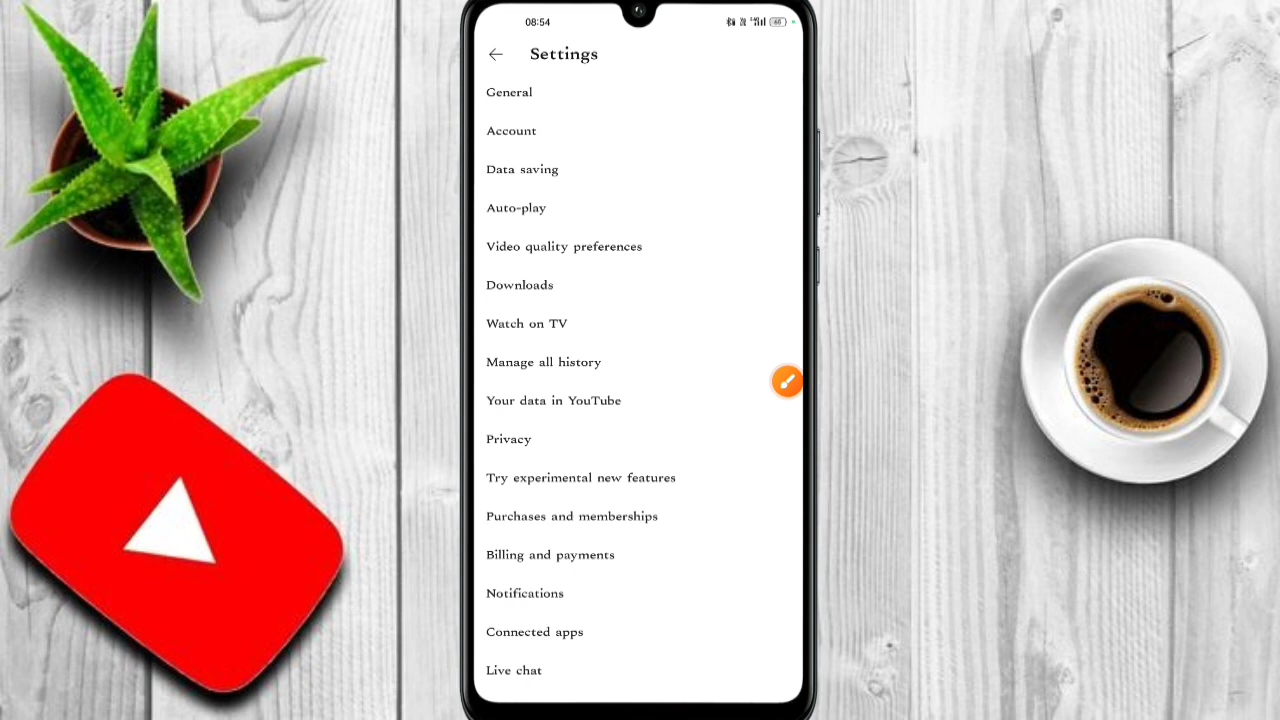 08:54
Settings
General
Account
Data saving
Auto-play
Video quality preferences
Downloads
Watch on TV
Manage all history
Your data in YouTube
Privacy
Try experimental new features
Purchases and memberships
Billing and payments
Notifications
Connected apps
Live chat